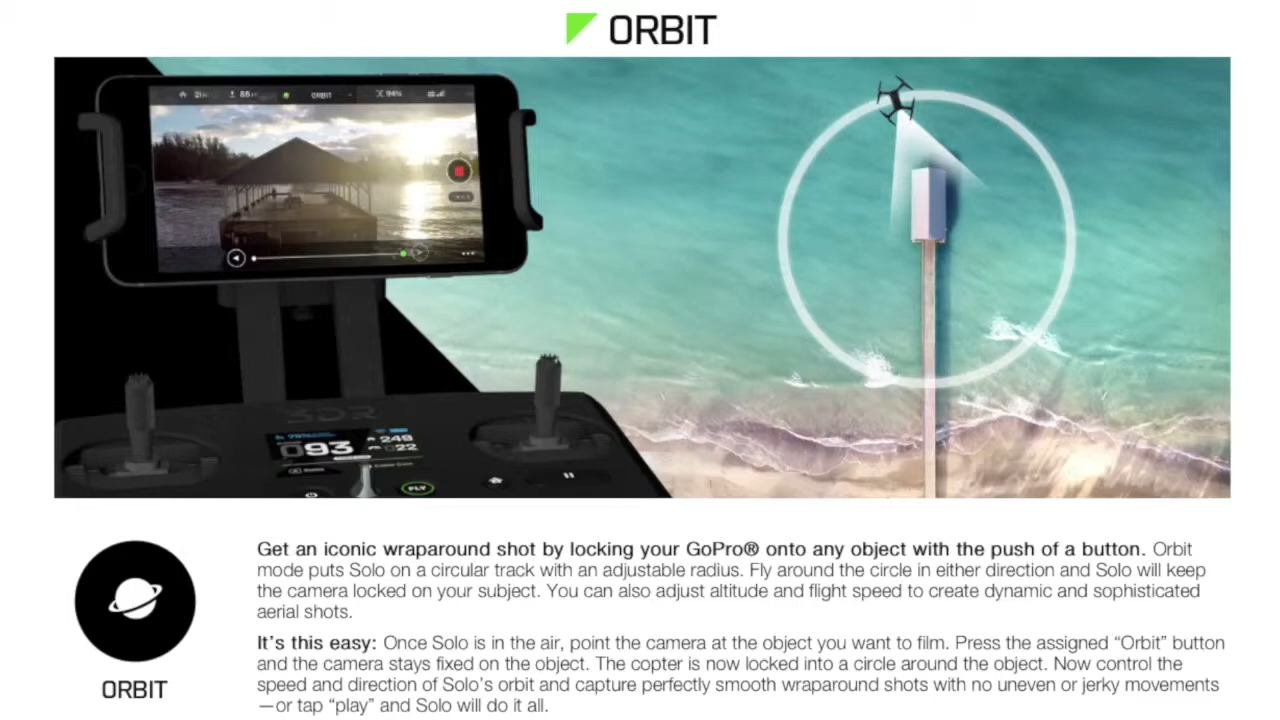 ORBIT
ORBIT
94%
3DR
093
249
22
FLY
Get an iconic wraparound shot by locking your GoPro® onto any object with the push of a button. Orbit
mode puts Solo on a circular track with an adjustable radius. Fly around the circle in either direction and Solo will keep
the camera locked on your subject. You can also adjust altitude and flight speed to create dynamic and sophisticated
aerial shots.
It's this easy: Once Solo is in the air, point the camera at the object you want to film. Press the assigned “Orbit” button
and the camera stays fixed on the object. The copter is now locked into a circle around the object. Now control the
speed and direction of Solo's orbit and capture perfectly smooth wraparound shots with no uneven or jerky movements
—or tap “play” and Solo will do it all.
ORBIT